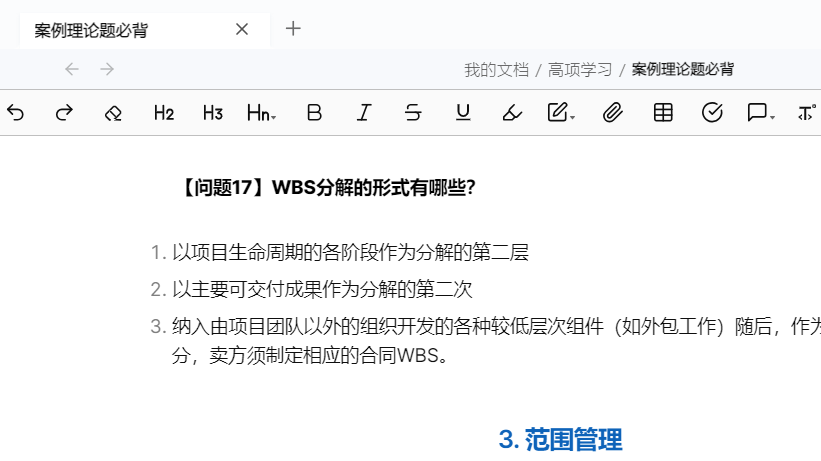 案例理论题必背
我的文档 / 高项学习 / 案例理论题必背
H2 H3 Hn B I S U T
【问题17】WBS分解的形式有哪些？
1. 以项目生命周期的各阶段作为分解的第二层
2. 以主要可交付成果作为分解的第二次
3. 纳入由项目团队以外的组织开发的各种较低层次组件（如外包工作）随后，作为
分，卖方须制定相应的合同WBS。
3. 范围管理